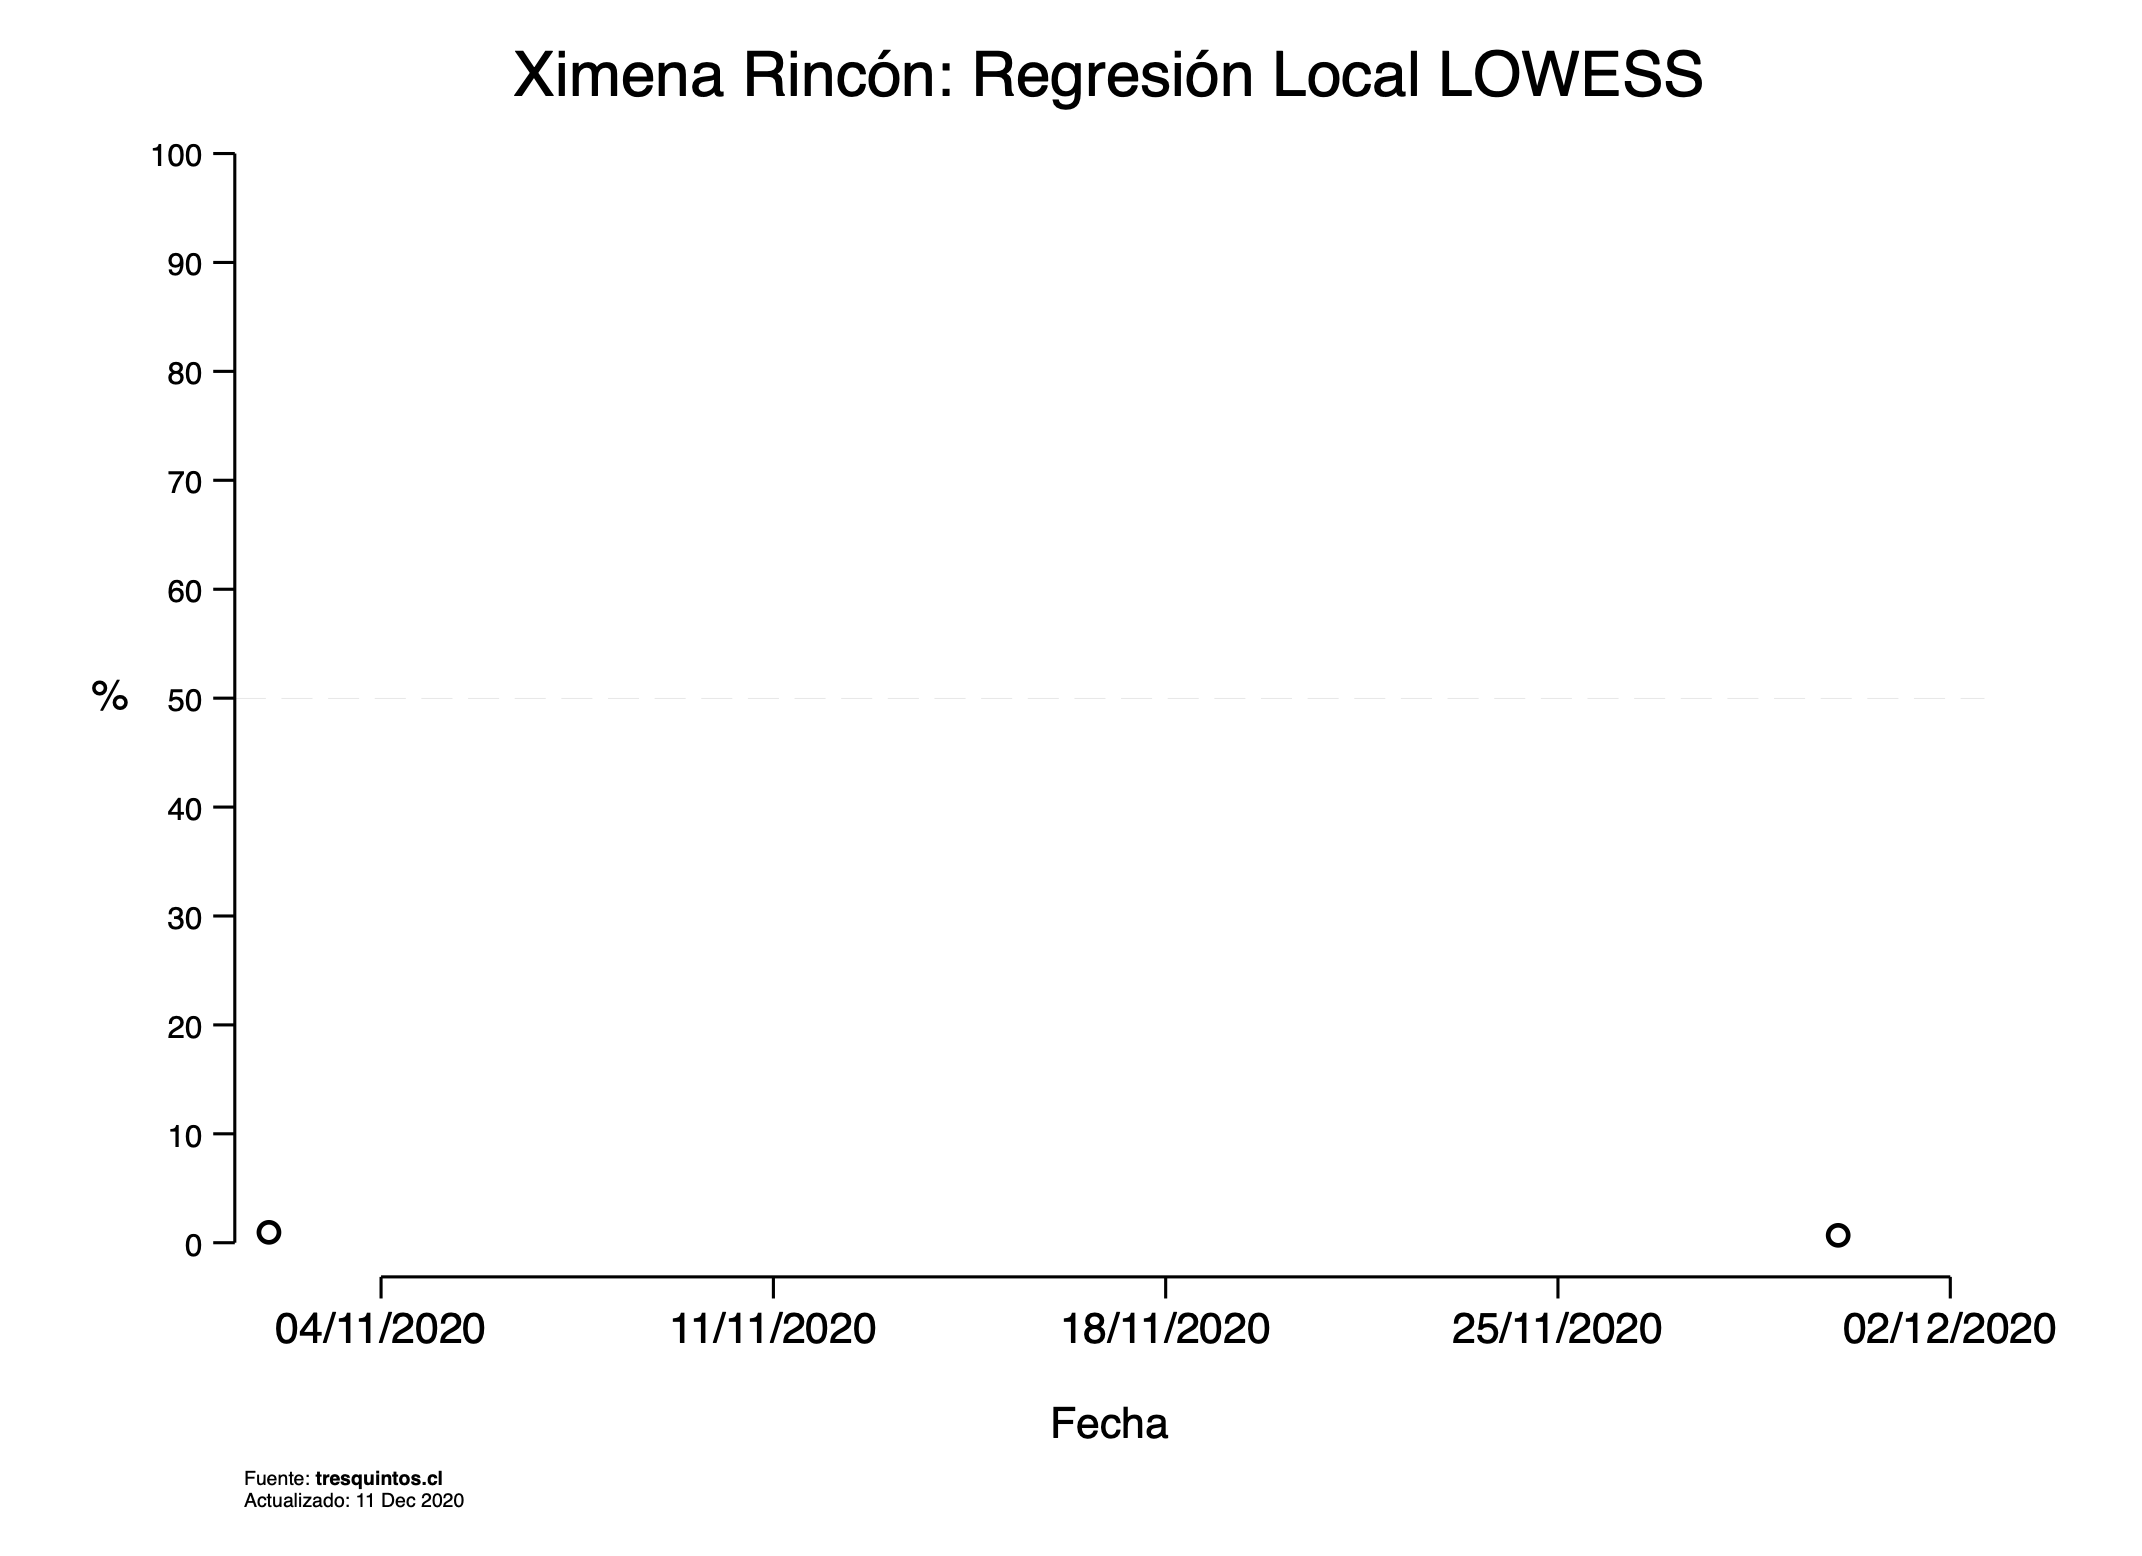 Ximena Rincón: Regresión Local LOWESS
100
90
80
70
60
%
50
40
30
20
10
0
04/11/2020 11/11/2020 18/11/2020 25/11/2020 02/12/2020
Fecha
Fuente: tresquintos.cl
Actualizado: 11 Dec 2020